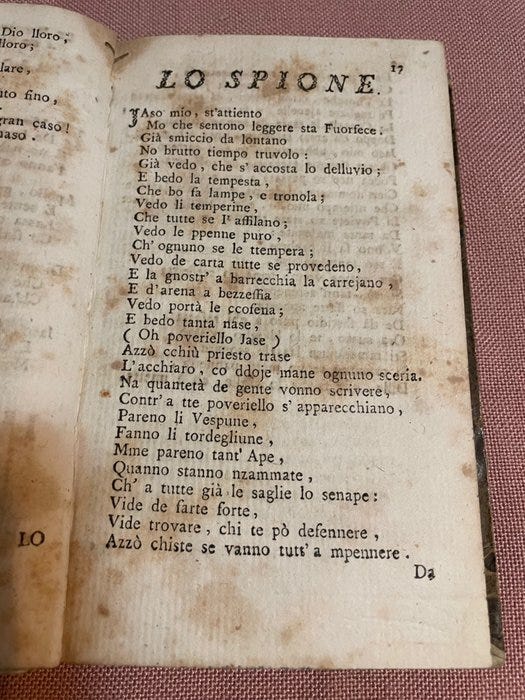 Dio lloro;
lloro;
lare,
uto fino,
gran caso!
naso.
LO
17
LO SPIONE.
JAso mio, st'attiento
Mo che sentono leggere sta Fuorfece.
Già smiccio da lontano
No brutto tiempo truvolo:
Già vedo, che s'accosta lo delluvio;
E bedo la tempesta,
Che bo fa lampe, e tronola;
Vedo li temperine,
Che tutte se l'affilano;
Vedo le ppenne puro,
Ch'ognuno se le ttempera;
Vedo de carta tutte se provedeno,
E la gnostr'a barrecchia la carrejano,
E d'arena a bezzeffia
Vedo portà le ccofena;
E bedo tanta nase,
(Oh poveriello Jase)
Azzò cchiù priesto trase
L'acchiaro, co ddoje mane ognuno sceria.
Na quantetà de gente vonno scrivere,
Contr'a tte poveriello s'apparecchiano,
Pareno li Vespune,
Fanno li tordegliune,
Mme pareno tant'Ape,
Quanno stanno nzammate,
Ch'a tutte già le saglie lo senape:
Vide de farte forte,
Vide trovare, chi te pò defennere,
Azzò chiste se vanno tutt'a mpennere.
Da